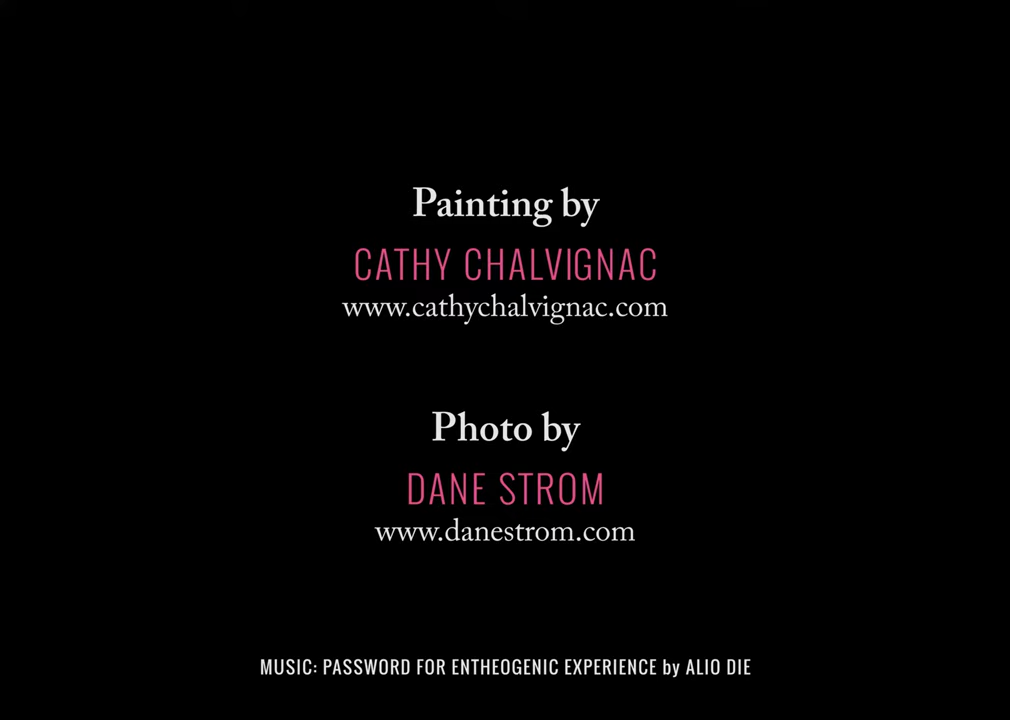 Painting by
CATHY CHALVIGNAC
www.cathychalvignac.com
Photo by
DANE STROM
www.danestrom.com
MUSIC: PASSWORD FOR ENTHEOGENIC EXPERIENCE by ALIO DIE